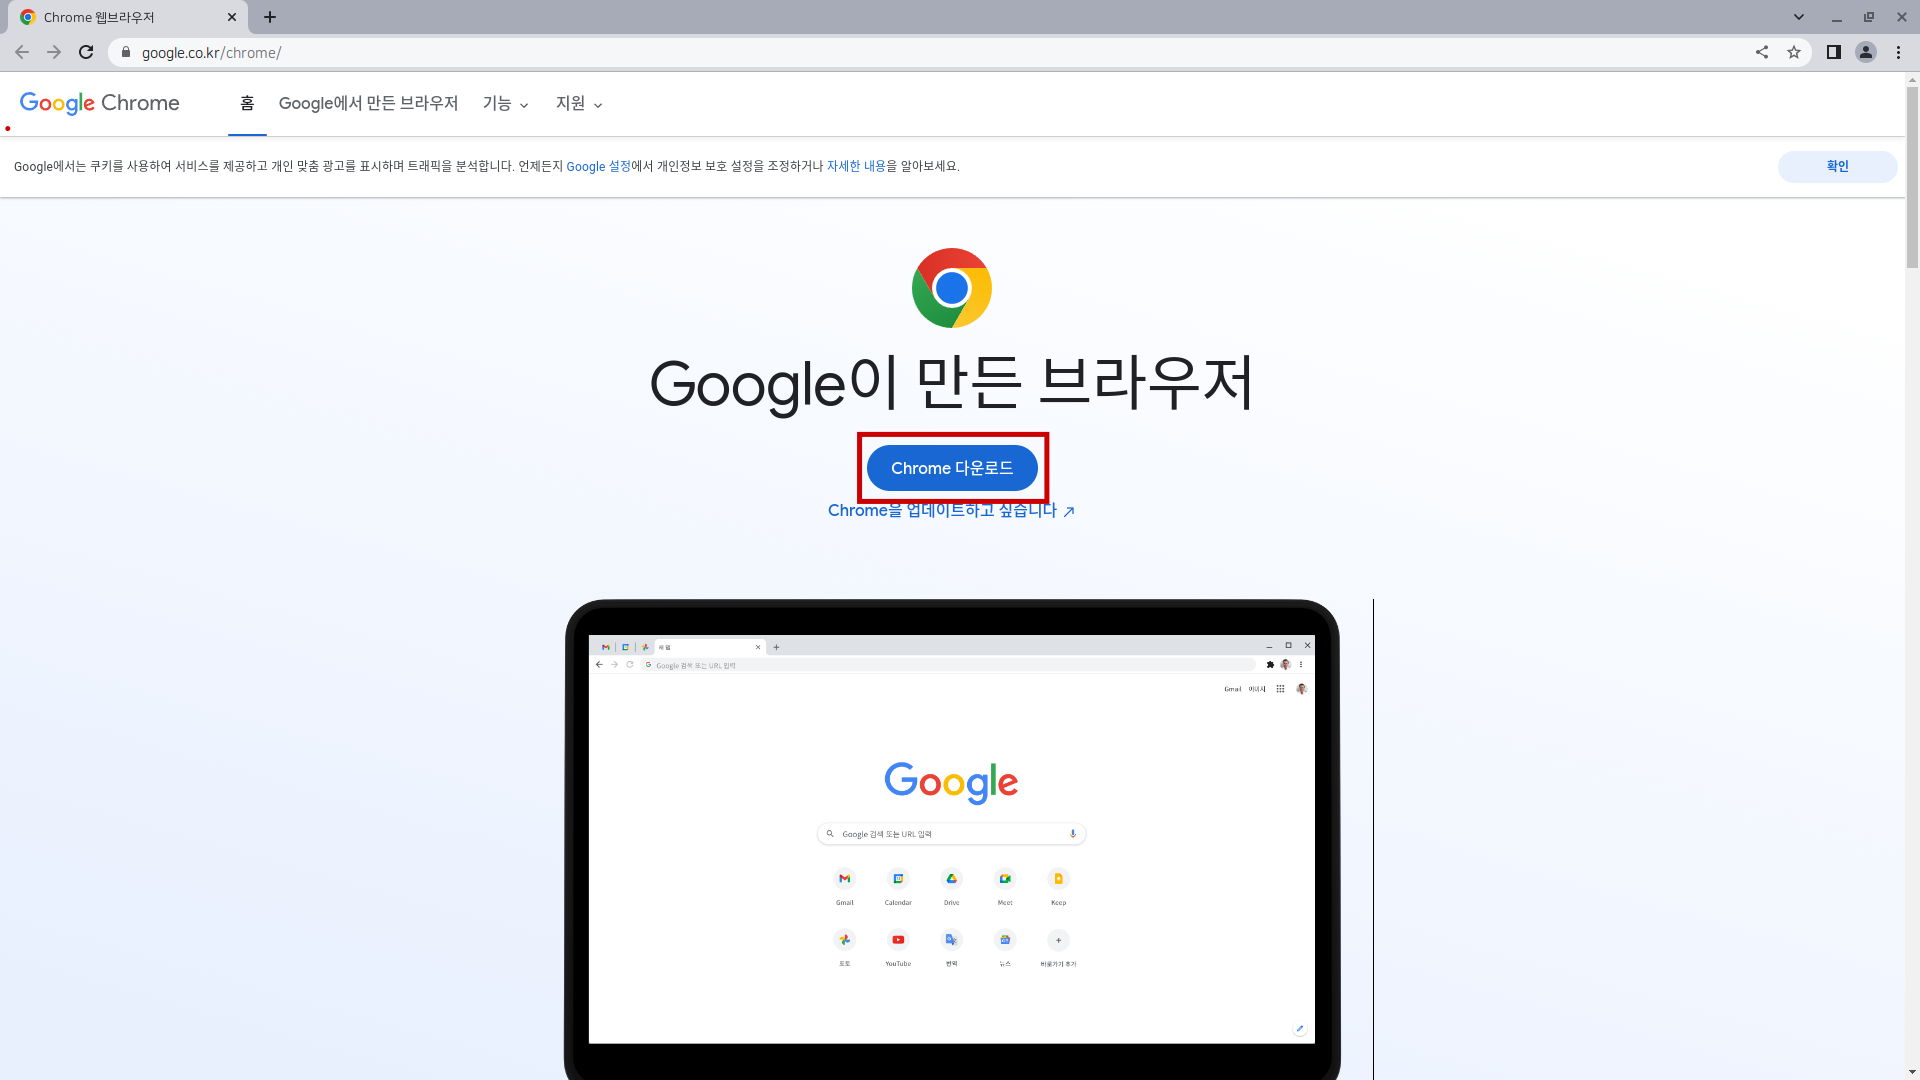 Chrome 웹브라우저
google.co.kr/chrome/
Google Chrome 홈 Google에서 만든 브라우저 기능 지원
Google에서는 쿠키를 사용하여 서비스를 제공하고 개인 맞춤 광고를 표시하며 트래픽을 분석합니다. 언제든지 Google 설정에서 개인정보 보호 설정을 조정하거나 자세한 내용을 알아보세요. 확인
Google이 만든 브라우저
Chrome 다운로드
Chrome을 업데이트하고 싶습니다
새 탭
Google 검색 또는 URL 입력
Gmail 이미지
Google
Google 검색 또는 URL 입력
Gmail Calendar Drive Meet Keep
포토 YouTube 번역 뉴스 바로가기 추가